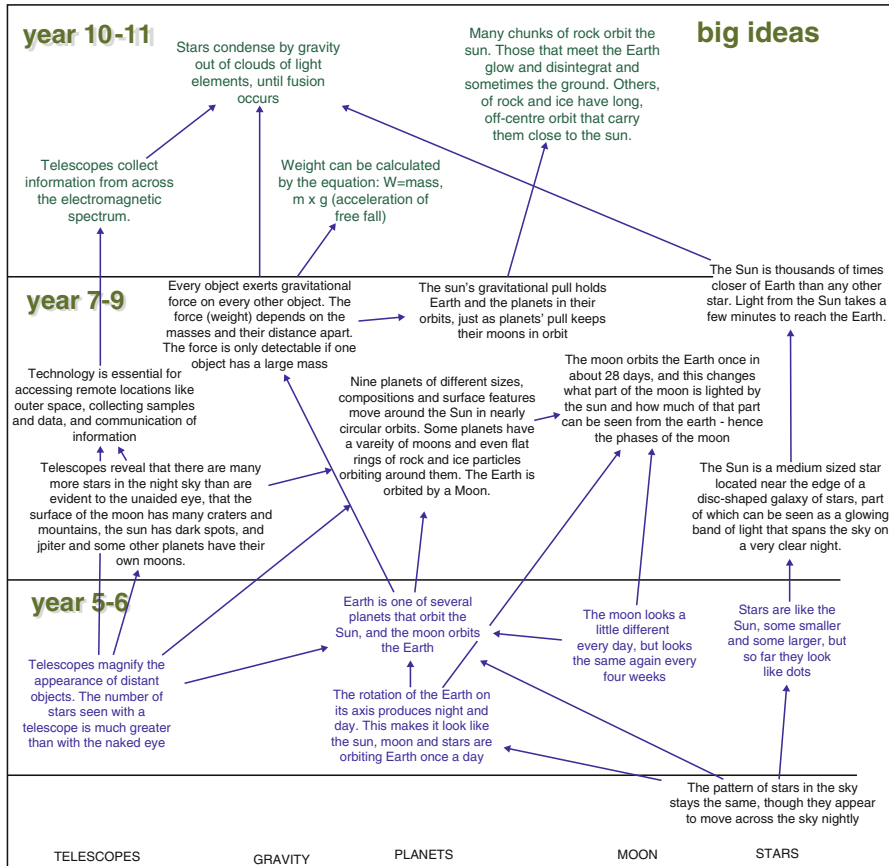 year 10-11
big ideas
Stars condense by gravity
out of clouds of light
elements, until fusion
occurs
Many chunks of rock orbit the
sun. Those that meet the Earth
glow and disintegrat and
sometimes the ground. Others,
of rock and ice have long,
off-centre orbit that carry
them close to the sun.
Telescopes collect
information from across
the electromagnetic
spectrum.
Weight can be calculated
by the equation: W=mass,
m x g (acceleration of
free fall)
year 7-9
Every object exerts gravitational
force on every other object. The
force (weight) depends on the
masses and their distance apart.
The force is only detectable if one
object has a large mass
The sun's gravitational pull holds
Earth and the planets in their
orbits, just as planets' pull keeps
their moons in orbit
The Sun is thousands of times
closer of Earth than any other
star. Light from the Sun takes a
few minutes to reach the Earth.
Technology is essential for
accessing remote locations like
outer space, collecting samples
and data, and communication of
information
Nine planets of different sizes,
compositions and surface features
move around the Sun in nearly
circular orbits. Some planets have
a vareity of moons and even flat
rings of rock and ice particles
orbiting around them. The Earth is
orbited by a Moon.
The moon orbits the Earth once in
about 28 days, and this changes
what part of the moon is lighted by
the sun and how much of that part
can be seen from the earth - hence
the phases of the moon
Telescopes reveal that there are many
more stars in the night sky than are
evident to the unaided eye, that the
surface of the moon has many craters and
mountains, the sun has dark spots, and
jpiter and some other planets have their
own moons.
The Sun is a medium sized star
located near the edge of a
disc-shaped galaxy of stars, part
of which can be seen as a glowing
band of light that spans the sky on
a very clear night.
year 5-6
Earth is one of several
planets that orbit the
Sun, and the moon orbits
the Earth
The moon looks a
little different
every day, but looks
the same again every
four weeks
Stars are like the
Sun, some smaller
and some larger, but
so far they look
like dots
Telescopes magnify the
appearance of distant
objects. The number of
stars seen with a
telescope is much greater
than with the naked eye
The rotation of the Earth on
its axis produces night and
day. This makes it look like
the sun, moon and stars are
orbiting Earth once a day
The pattern of stars in the sky
stays the same, though they appear
to move across the sky nightly
TELESCOPES
GRAVITY
PLANETS
MOON
STARS